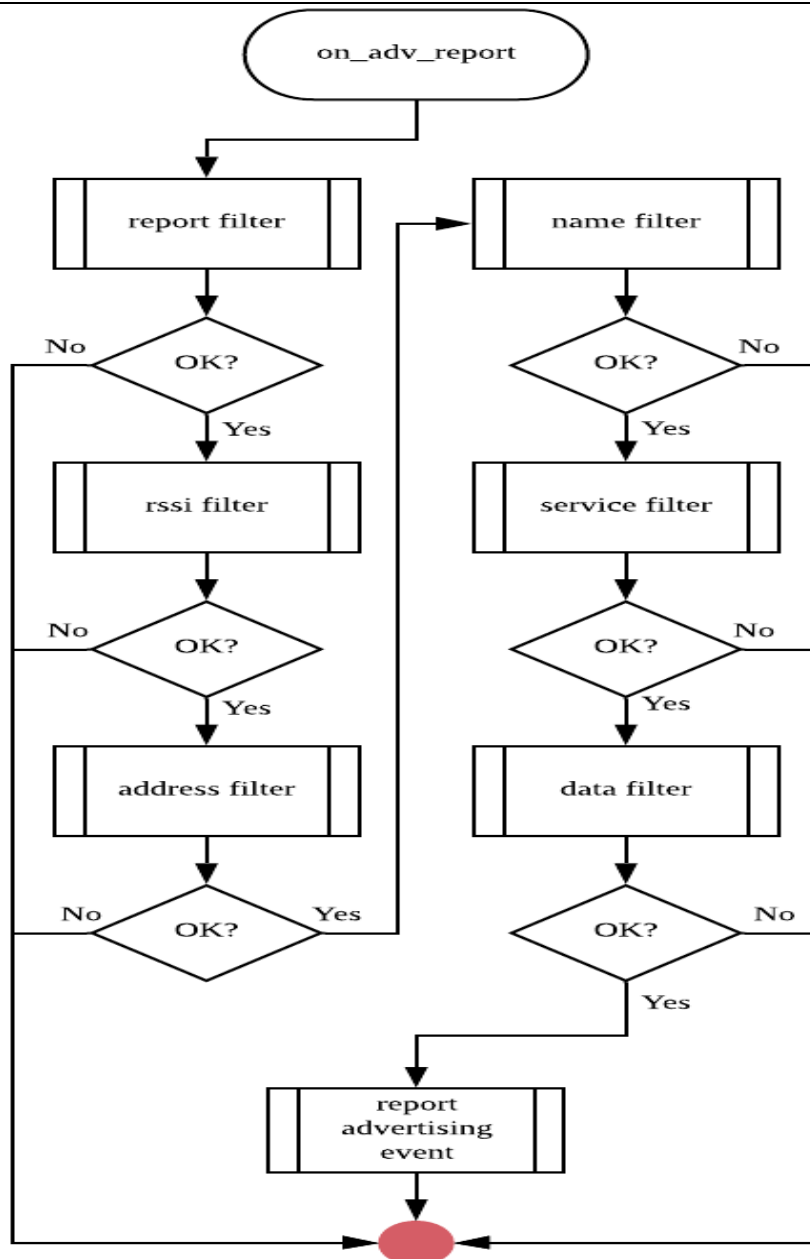 on_adv_report
report filter
No
OK?
Yes
rssi filter
No
OK?
Yes
address filter
No
OK?
Yes
name filter
OK?
No
Yes
service filter
OK?
No
Yes
data filter
OK?
No
Yes
report
advertising
event